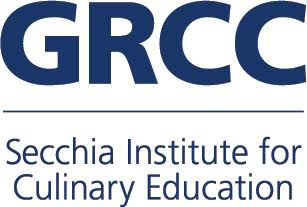 GRCC
Secchia Institute for
Culinary Education